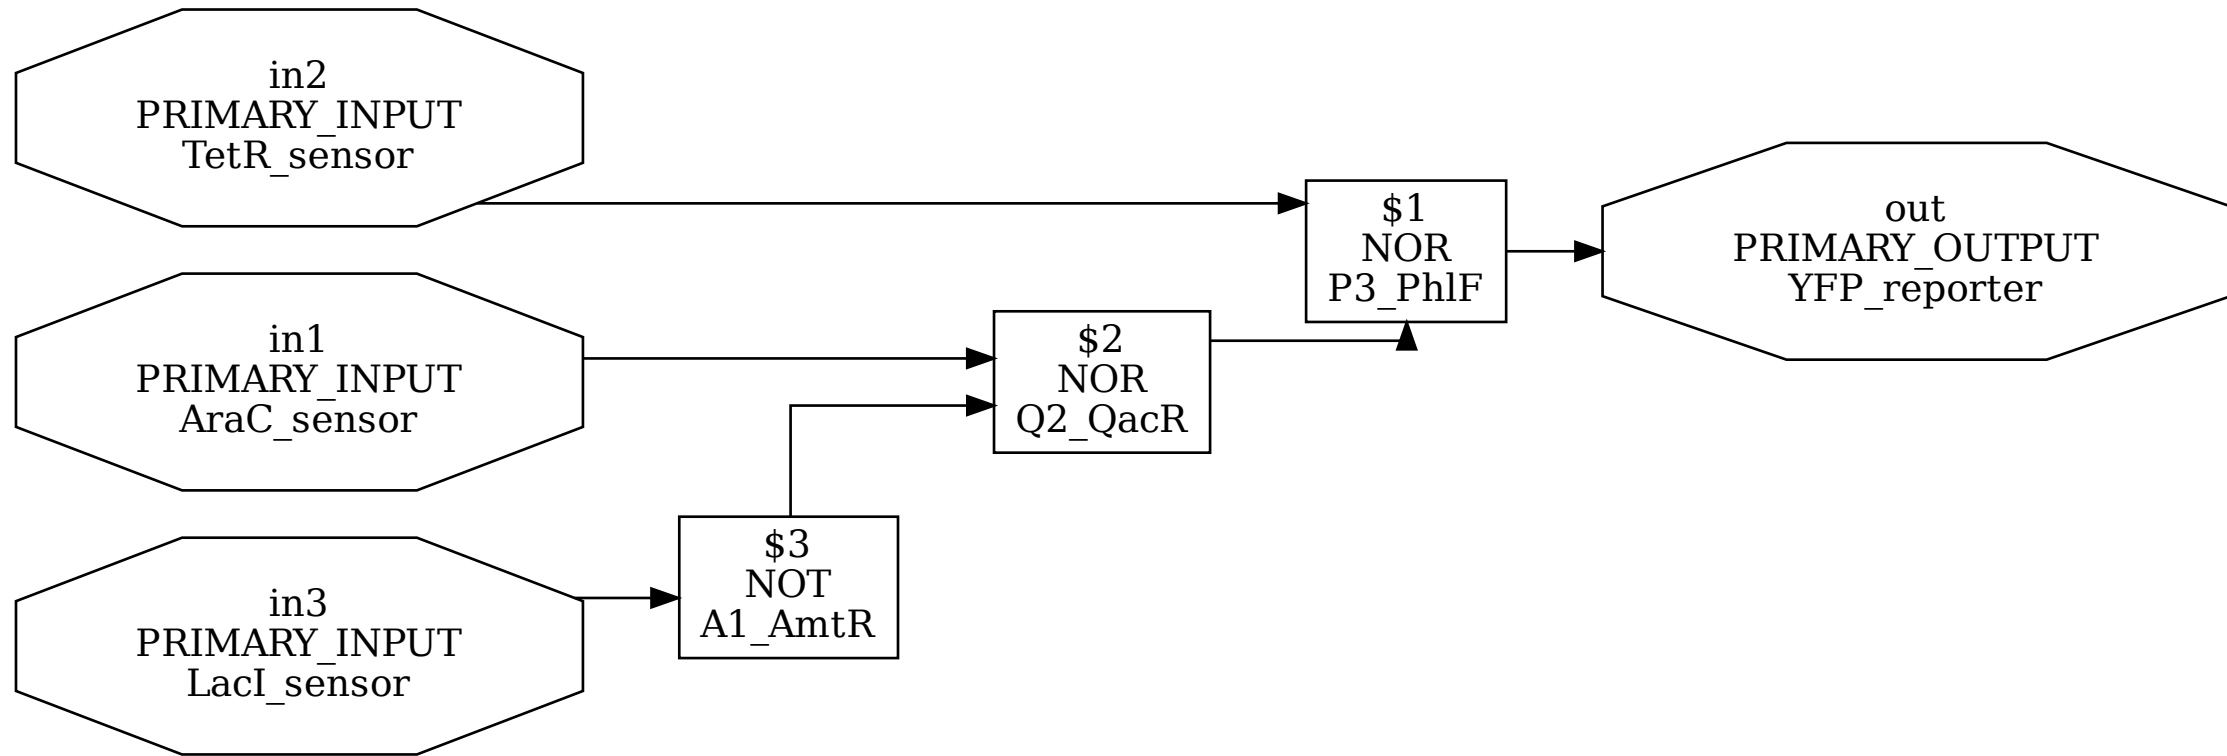 in2
PRIMARY_INPUT
TetR_sensor
$1
NOR
P3_PhlF
out
PRIMARY_OUTPUT
YFP_reporter
in1
PRIMARY_INPUT
AraC_sensor
$2
NOR
Q2_QacR
$3
NOT
A1_AmtR
in3
PRIMARY_INPUT
LacI_sensor